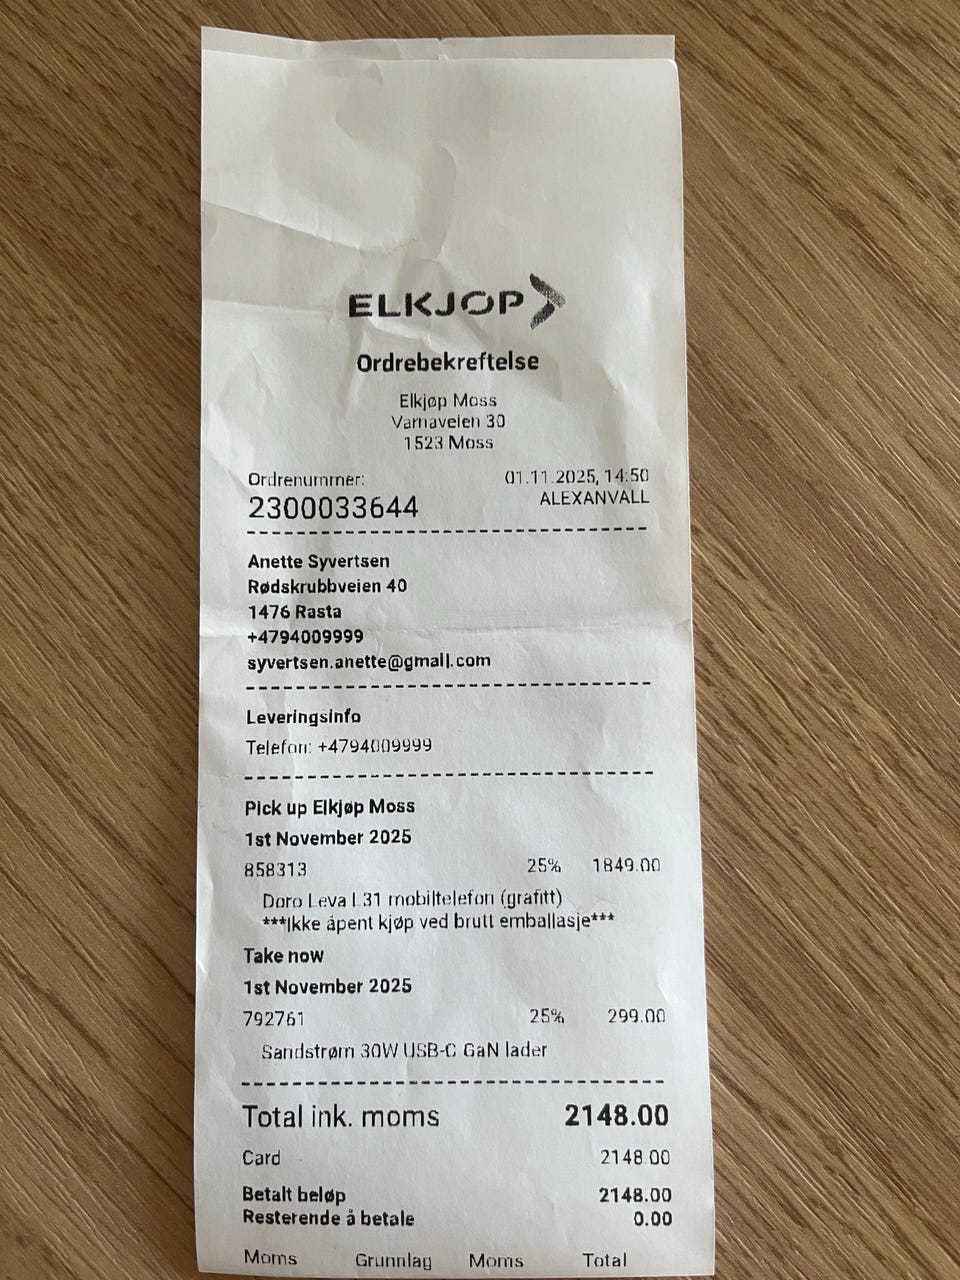 ELKJOP
Ordrebekreftelse
Elkjøp Moss
Varnaveien 30
1523 Moss
Ordrenummer: 01.11.2025, 14:50
2300033644 ALEXANVALL
Anette Syvertsen
Rødskrubbveien 40
1476 Rasta
+4794009999
syvertsen.anette@gmail.com
Leveringsinfo
Telefon: +4794009999
Pick up Elkjøp Moss
1st November 2025
858313 25% 1849.00
Doro Leva L31 mobiltelefon (grafitt)
***Ikke åpent kjøp ved brutt emballasje***
Take now
1st November 2025
792761 25% 299.00
Sandstrøm 30W USB-C GaN lader
Total ink. moms 2148.00
Card 2148.00
Betalt beløp 2148.00
Resterende å betale 0.00
Moms Grunnlag Moms Total